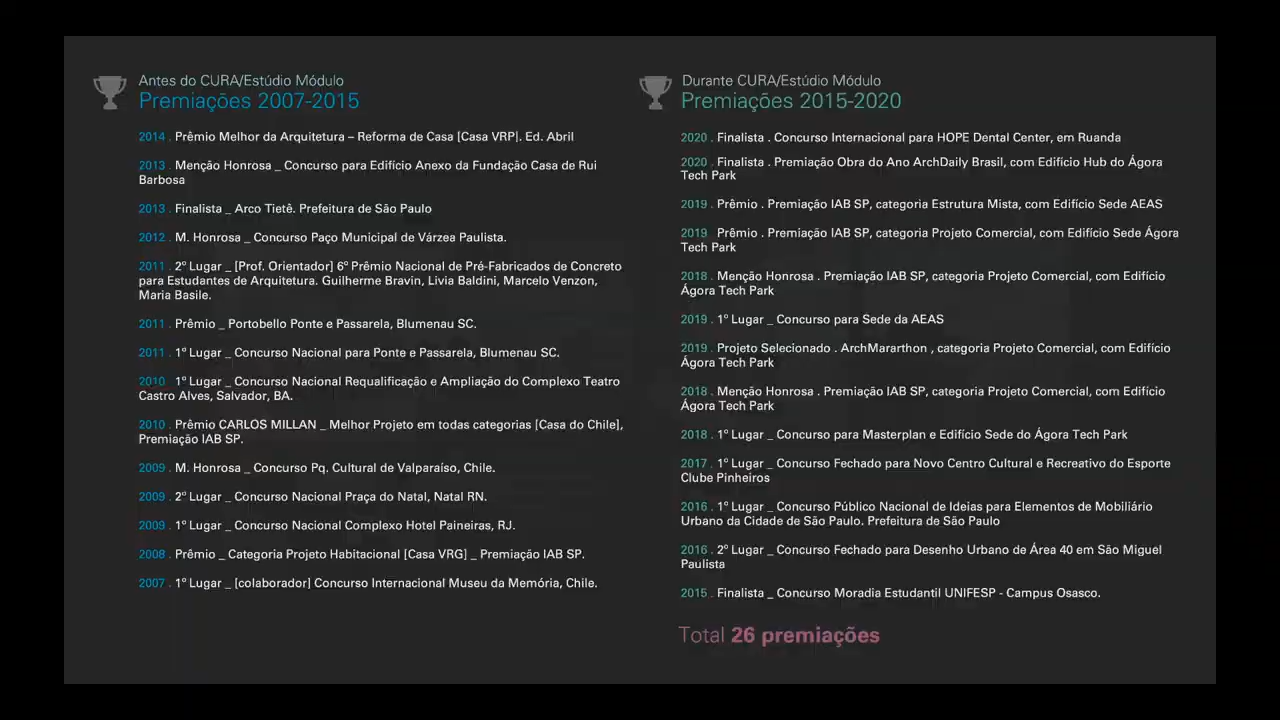 Antes do CURA/Estúdio Módulo
Premiações 2007-2015
2014 . Prêmio Melhor da Arquitetura – Reforma de Casa [Casa VRP]. Ed. Abril
2013 . Menção Honrosa _ Concurso para Edifício Anexo da Fundação Casa de Rui
Barbosa
2013 . Finalista _ Arco Tietê. Prefeitura de São Paulo
2012 . M. Honrosa _ Concurso Paço Municipal de Várzea Paulista.
2011 . 2º Lugar _ [Prof. Orientador] 6º Prêmio Nacional de Pré-Fabricados de Concreto
para Estudantes de Arquitetura. Guilherme Bravin, Livia Baldini, Marcelo Venzon,
Maria Basile.
2011 . Prêmio _ Portobello Ponte e Passarela, Blumenau SC.
2011 . 1º Lugar _ Concurso Nacional para Ponte e Passarela, Blumenau SC.
2010 1º Lugar _ Concurso Nacional Requalificação e Ampliação do Complexo Teatro
Castro Alves, Salvador, BA.
2010 . Prêmio CARLOS MILLAN _ Melhor Projeto em todas categorias [Casa do Chile],
Premiação IAB SP.
2009 . M. Honrosa _ Concurso Pq. Cultural de Valparaíso, Chile.
2009 . 2º Lugar _ Concurso Nacional Praça do Natal, Natal RN.
2009 . 1º Lugar _ Concurso Nacional Complexo Hotel Paineiras, RJ.
2008 . Prêmio _ Categoria Projeto Habitacional [Casa VRG] _ Premiação IAB SP.
2007 . 1º Lugar _ [colaborador] Concurso Internacional Museu da Memória, Chile.
Durante CURA/Estúdio Módulo
Premiações 2015-2020
2020 . Finalista . Concurso Internacional para HOPE Dental Center, em Ruanda
2020 . Finalista . Premiação Obra do Ano ArchDaily Brasil, com Edifício Hub do Ágora
Tech Park
2019 . Prêmio . Premiação IAB SP, categoria Estrutura Mista, com Edifício Sede AEAS
2019 Prêmio . Premiação IAB SP, categoria Projeto Comercial, com Edifício Sede Ágora
Tech Park
2018 . Menção Honrosa . Premiação IAB SP, categoria Projeto Comercial, com Edifício
Ágora Tech Park
2019 . 1º Lugar _ Concurso para Sede da AEAS
2019 . Projeto Selecionado . ArchMararthon , categoria Projeto Comercial, com Edifício
Ágora Tech Park
2018 . Menção Honrosa . Premiação IAB SP, categoria Projeto Comercial, com Edifício
Ágora Tech Park
2018 . 1º Lugar _ Concurso para Masterplan e Edifício Sede do Ágora Tech Park
2017 . 1º Lugar _ Concurso Fechado para Novo Centro Cultural e Recreativo do Esporte
Clube Pinheiros
2016 . 1º Lugar _ Concurso Público Nacional de Ideias para Elementos de Mobiliário
Urbano da Cidade de São Paulo. Prefeitura de São Paulo
2016 . 2º Lugar _ Concurso Fechado para Desenho Urbano de Área 40 em São Miguel
Paulista
2015 . Finalista _ Concurso Moradia Estudantil UNIFESP - Campus Osasco.
Total 26 premiações